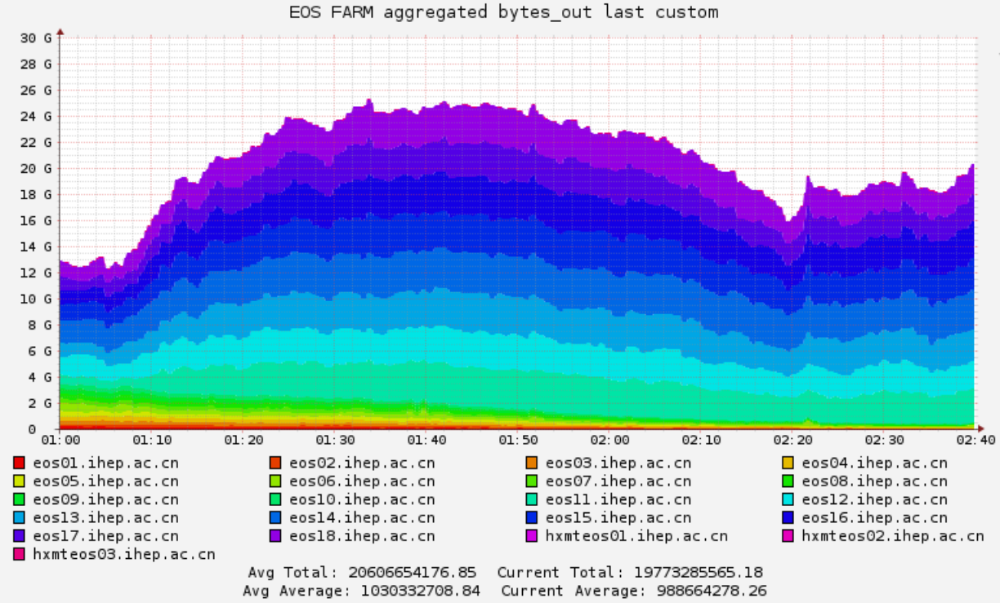 EOS FARM aggregated bytes_out last custom
30 G
28 G
26 G
24 G
22 G
20 G
18 G
16 G
14 G
12 G
10 G
8 G
6 G
4 G
2 G
0
01:00 01:10 01:20 01:30 01:40 01:50 02:00 02:10 02:20 02:30 02:40
eos01.ihep.ac.cn eos02.ihep.ac.cn eos03.ihep.ac.cn eos04.ihep.ac.cn
eos05.ihep.ac.cn eos06.ihep.ac.cn eos07.ihep.ac.cn eos08.ihep.ac.cn
eos09.ihep.ac.cn eos10.ihep.ac.cn eos11.ihep.ac.cn eos12.ihep.ac.cn
eos13.ihep.ac.cn eos14.ihep.ac.cn eos15.ihep.ac.cn eos16.ihep.ac.cn
eos17.ihep.ac.cn eos18.ihep.ac.cn hxmteos01.ihep.ac.cn hxmteos02.ihep.ac.cn
hxmteos03.ihep.ac.cn
Avg Total: 20606654176.85 Current Total: 19773285565.18
Avg Average: 1030332708.84 Current Average: 988664278.26